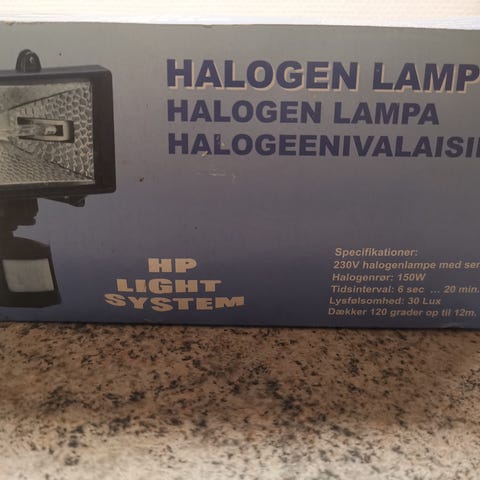 HALOGEN LAMP
HALOGEN LAMPA
HALOGEENIVALAISI
HP
LIGHT
SYSTEM
Specifikationer:
230V halogenlampe med sen
Halogenrør: 150W
Tidsinterval: 6 sec ... 20 min.
Lysfølsomhed: 30 Lux
Dækker 120 grader op til 12m.